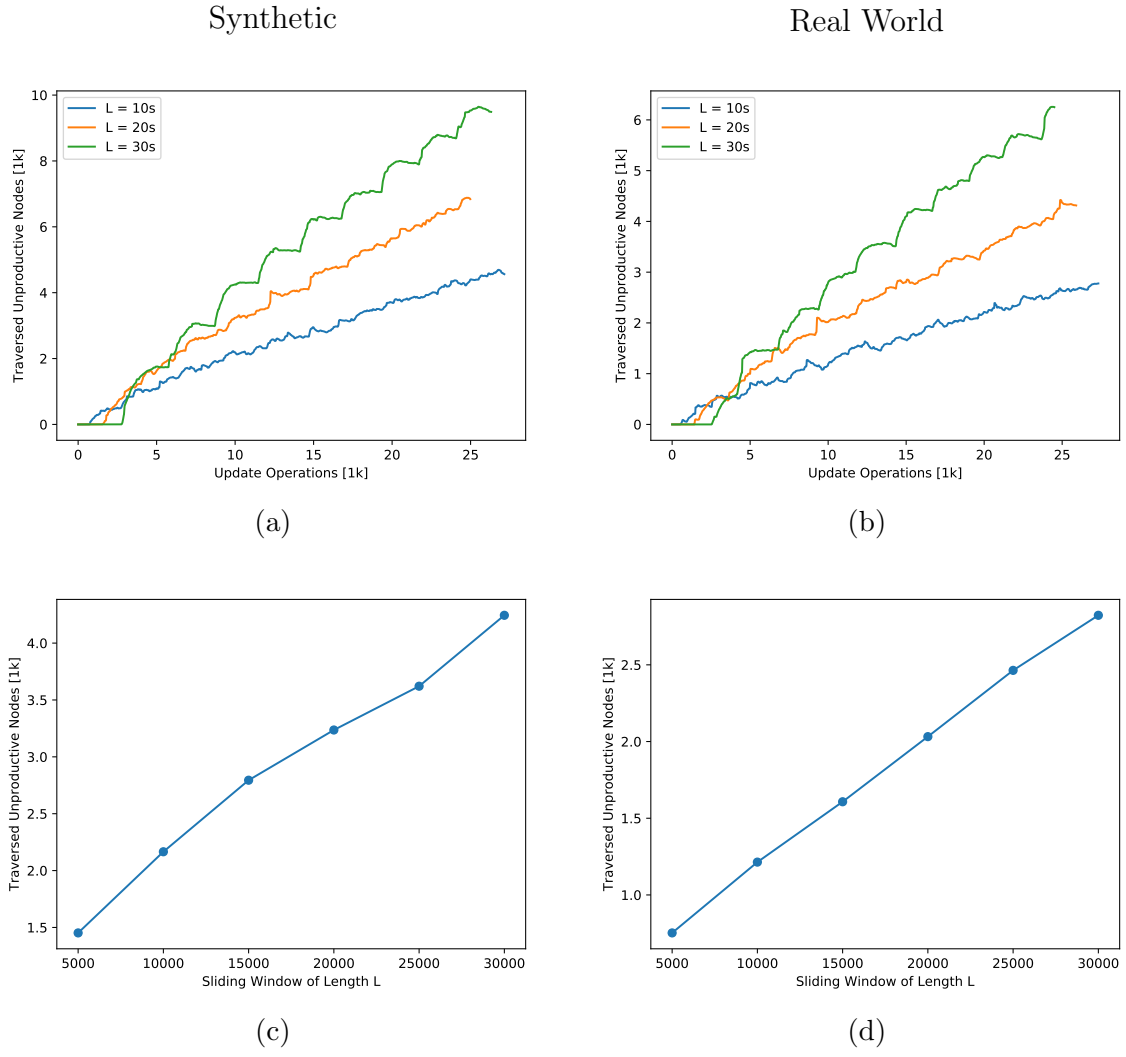 Synthetic
Real World
10
8
6
4
2
0
Traversed Unproductive Nodes [1k]
L = 10s
L = 20s
L = 30s
0 5 10 15 20 25
Update Operations [1k]
(a)
6
5
4
3
2
1
0
Traversed Unproductive Nodes [1k]
L = 10s
L = 20s
L = 30s
0 5 10 15 20 25
Update Operations [1k]
(b)
4.0
3.5
3.0
2.5
2.0
1.5
Traversed Unproductive Nodes [1k]
5000 10000 15000 20000 25000 30000
Sliding Window of Length L
(c)
2.5
2.0
1.5
1.0
Traversed Unproductive Nodes [1k]
5000 10000 15000 20000 25000 30000
Sliding Window of Length L
(d)